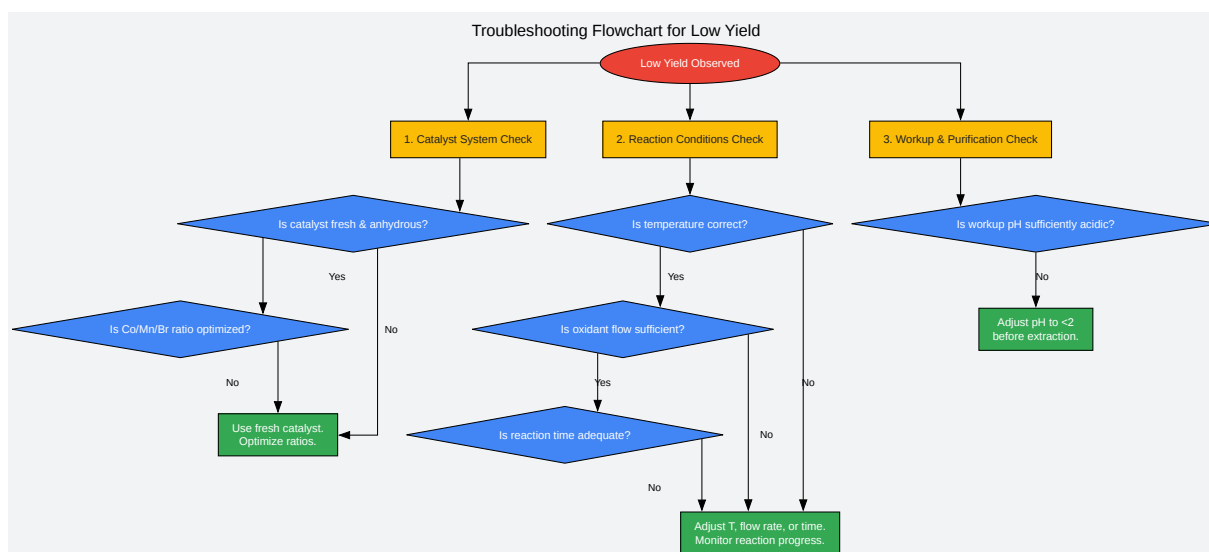 Troubleshooting Flowchart for Low Yield
Low Yield Observed
1. Catalyst System Check
2. Reaction Conditions Check
3. Workup & Purification Check
Is catalyst fresh & anhydrous?
Is temperature correct?
Is workup pH sufficiently acidic?
Yes
Yes
No
Is Co/Mn/Br ratio optimized?
No
Is oxidant flow sufficient?
Adjust pH to <2
before extraction.
No
Yes
No
Use fresh catalyst.
Optimize ratios.
Is reaction time adequate?
No
No
Adjust T, flow rate, or time.
Monitor reaction progress.